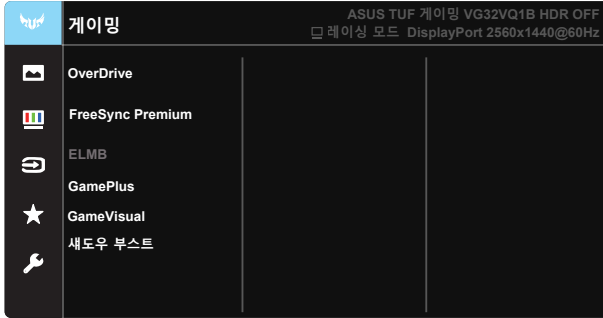 게이밍
ASUS TUF 게이밍 VG32VQ1B HDR OFF
레이싱 모드 DisplayPort 2560x1440@60Hz
OverDrive
FreeSync Premium
ELMB
GamePlus
GameVisual
섀도우 부스트